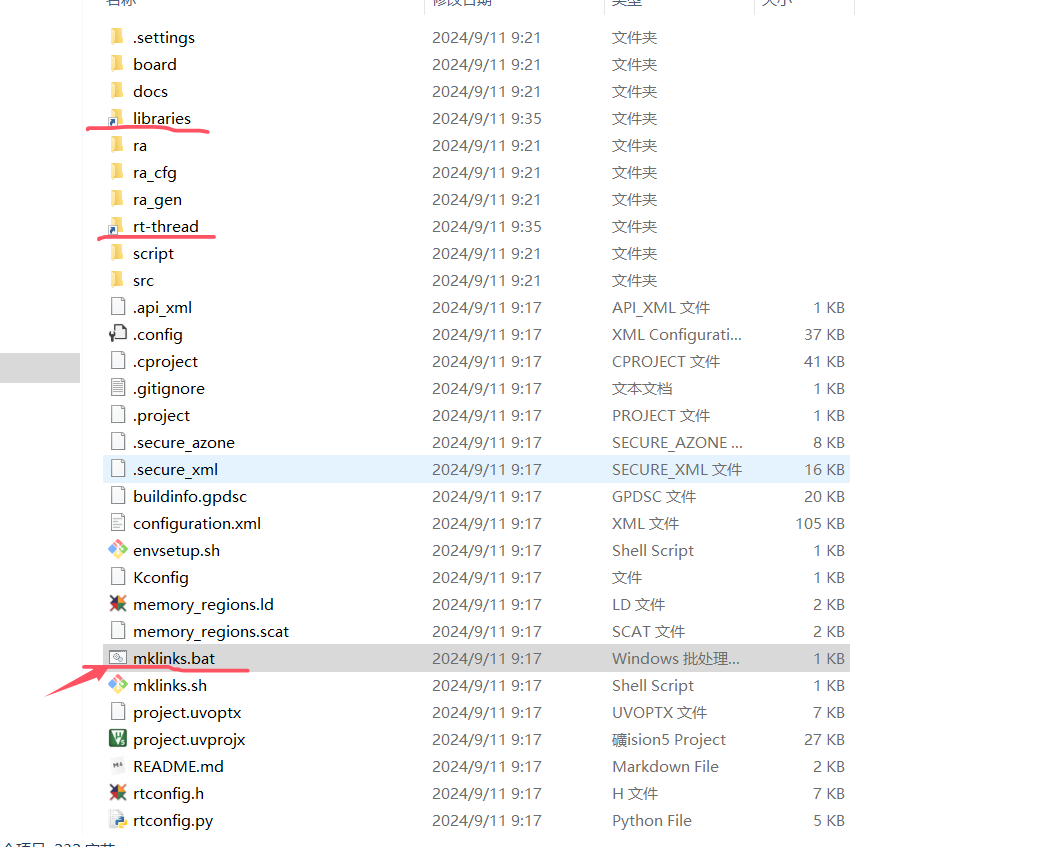 名称 修改日期 类型 大小
.settings 2024/9/11 9:21 文件夹
board 2024/9/11 9:21 文件夹
docs 2024/9/11 9:21 文件夹
libraries 2024/9/11 9:35 文件夹
ra 2024/9/11 9:21 文件夹
ra_cfg 2024/9/11 9:21 文件夹
ra_gen 2024/9/11 9:21 文件夹
rt-thread 2024/9/11 9:35 文件夹
script 2024/9/11 9:21 文件夹
src 2024/9/11 9:21 文件夹
.api_xml 2024/9/11 9:17 API_XML 文件 1 KB
.config 2024/9/11 9:17 XML Configurati... 37 KB
.cproject 2024/9/11 9:17 CPROJECT 文件 41 KB
.gitignore 2024/9/11 9:17 文本文档 1 KB
.project 2024/9/11 9:17 PROJECT 文件 1 KB
.secure_azone 2024/9/11 9:17 SECURE_AZONE ... 8 KB
.secure_xml 2024/9/11 9:17 SECURE_XML 文件 16 KB
buildinfo.gpdsc 2024/9/11 9:17 GPDSC 文件 20 KB
configuration.xml 2024/9/11 9:17 XML 文件 105 KB
envsetup.sh 2024/9/11 9:17 Shell Script 1 KB
Kconfig 2024/9/11 9:17 文件 1 KB
memory_regions.ld 2024/9/11 9:17 LD 文件 2 KB
memory_regions.scat 2024/9/11 9:17 SCAT 文件 2 KB
mklinks.bat 2024/9/11 9:17 Windows 批处理... 1 KB
mklinks.sh 2024/9/11 9:17 Shell Script 1 KB
project.uvoptx 2024/9/11 9:17 UVOPTX 文件 7 KB
project.uvprojx 2024/9/11 9:17 礦ision5 Project 27 KB
README.md 2024/9/11 9:17 Markdown File 2 KB
rtconfig.h 2024/9/11 9:17 H 文件 7 KB
rtconfig.py 2024/9/11 9:17 Python File 5 KB